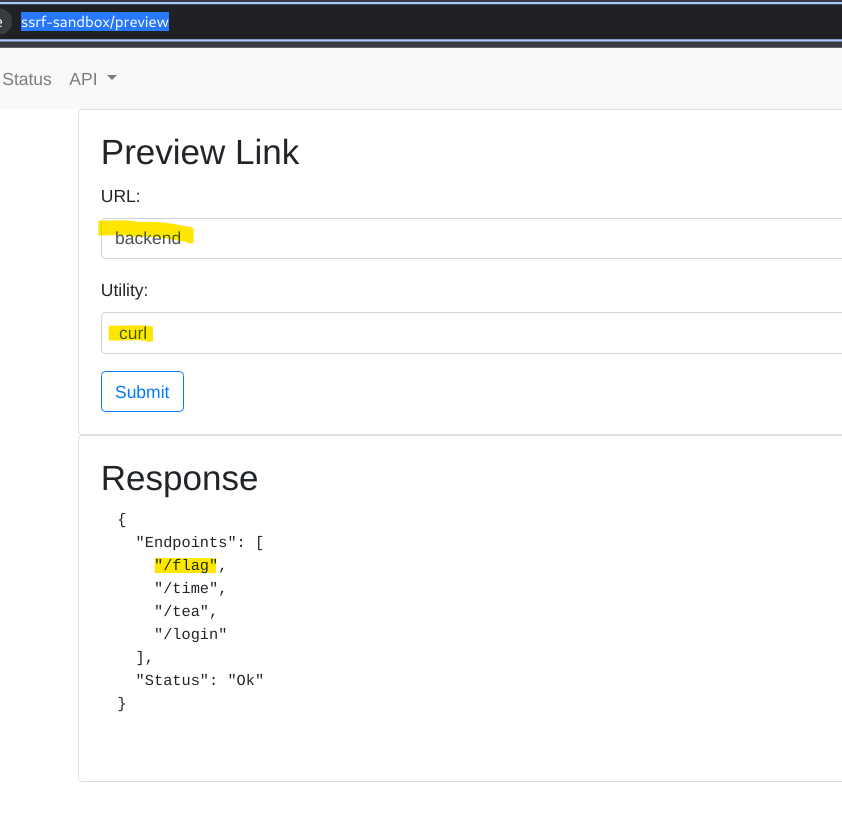 ssrf-sandbox/preview
Status API
Preview Link
URL:
backend
Utility:
curl
Submit
Response
{
"Endpoints": [
"/flag",
"/time",
"/tea",
"/login"
],
"Status": "Ok"
}